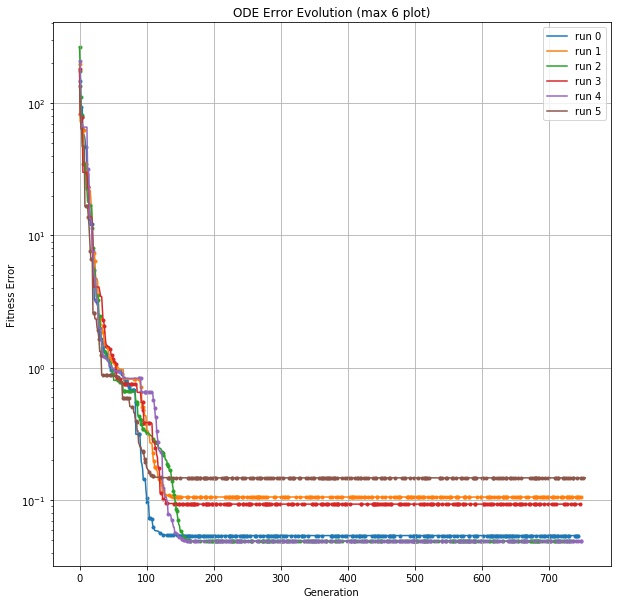 ODE Error Evolution (max 6 plot)
run 0
run 1
run 2
run 3
run 4
run 5
Fitness Error
10²
10¹
10⁰
10⁻¹
0 100 200 300 400 500 600 700
Generation